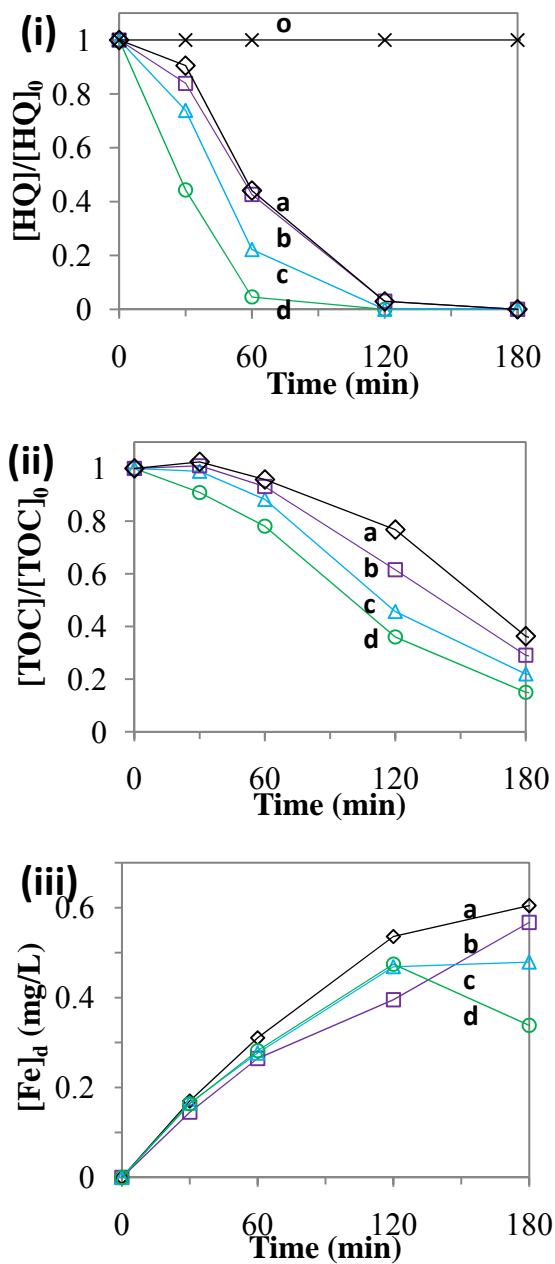 (i)
o
1
0.8
0.6
0.4
0.2
0
[HQ]/[HQ]0
a
b
c
d
0 60 120 180
Time (min)
(ii)
1
0.8
0.6
0.4
0.2
0
[TOC]/[TOC]0
a
b
c
d
0 60 120 180
Time (min)
(iii)
0.6
0.4
0.2
0
[Fe]d (mg/L)
a
b
c
d
0 60 120 180
Time (min)